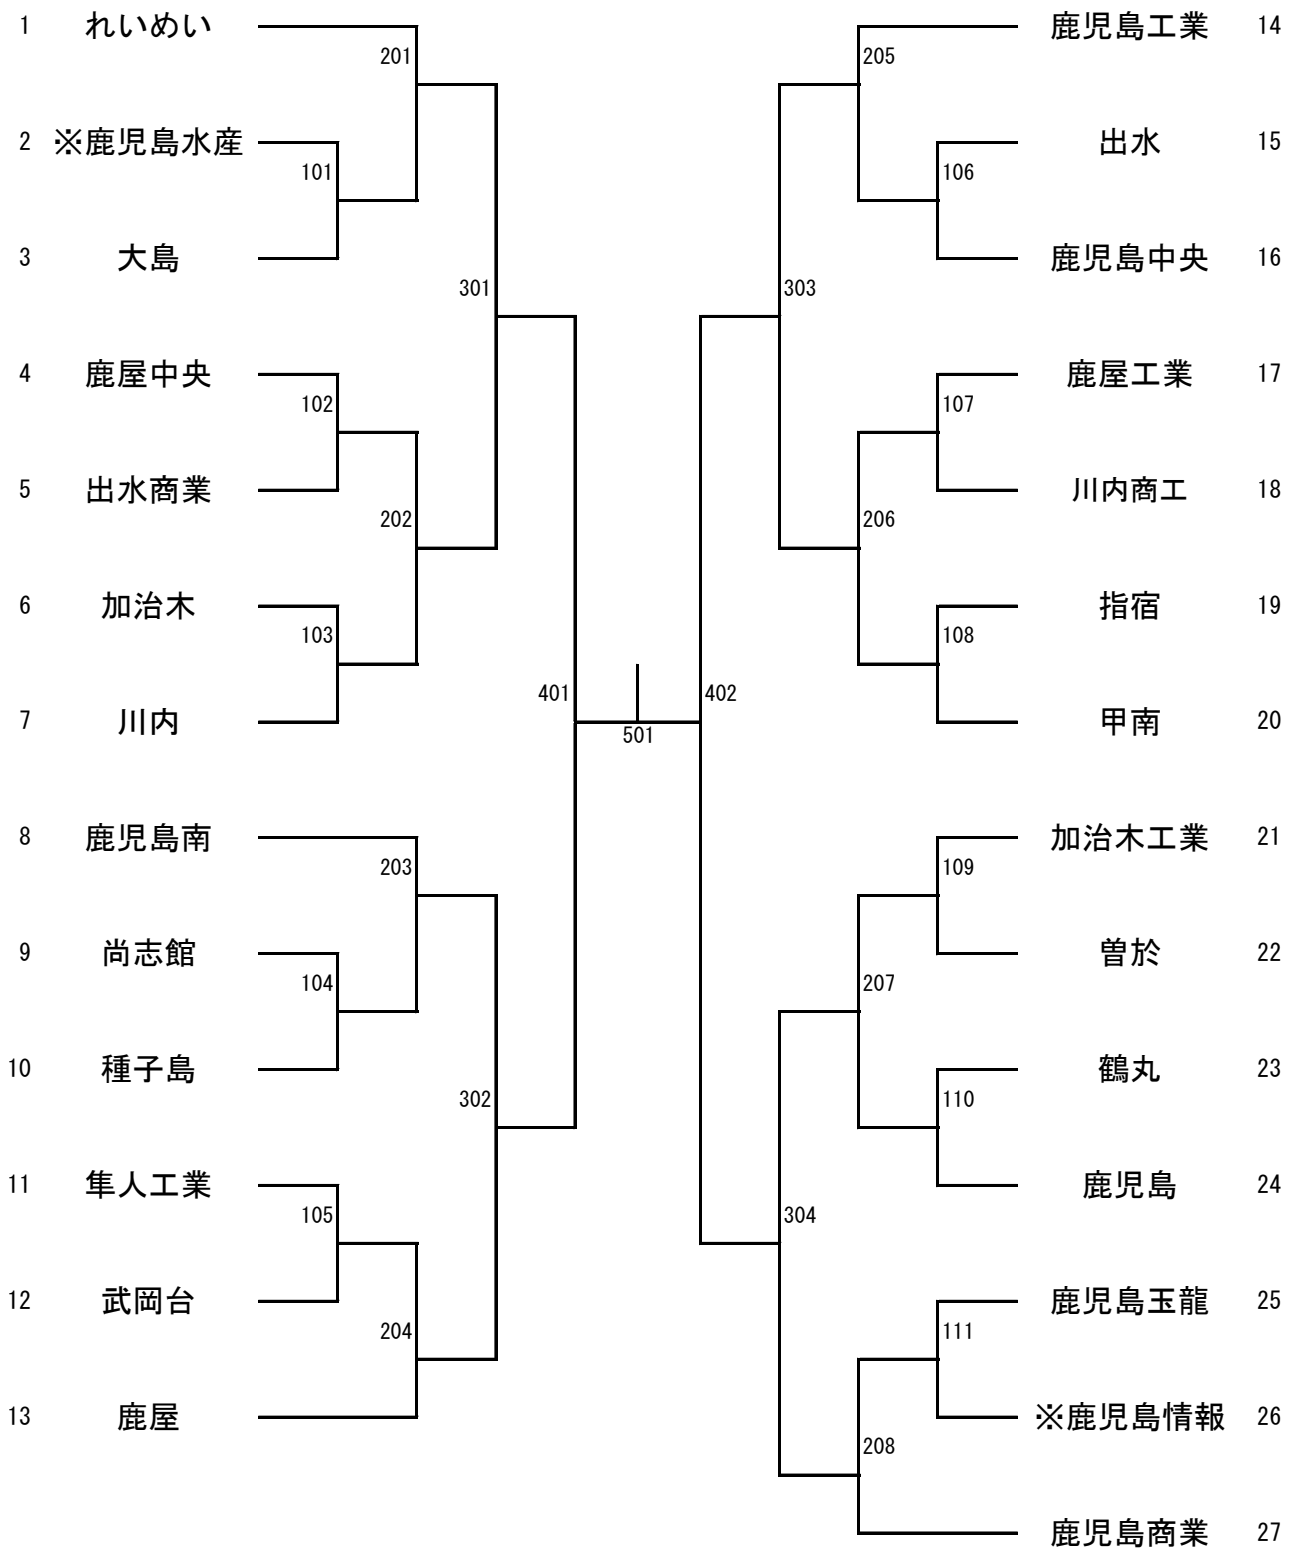 1 れいめい
201
2 ※鹿児島水産
101
3 大島
301
4 鹿屋中央
102
5 出水商業
202
6 加治木
103
7 川内
401
8 鹿児島南
203
9 尚志館
104
10 種子島
302
11 隼人工業
105
12 武岡台
204
13 鹿屋
501
鹿児島工業 14
205
出水 15
106
鹿児島中央 16
303
鹿屋工業 17
107
川内商工 18
206
指宿 19
108
甲南 20
402
加治木工業 21
109
曽於 22
207
鶴丸 23
110
鹿児島 24
304
鹿児島玉龍 25
111
※鹿児島情報 26
208
鹿児島商業 27